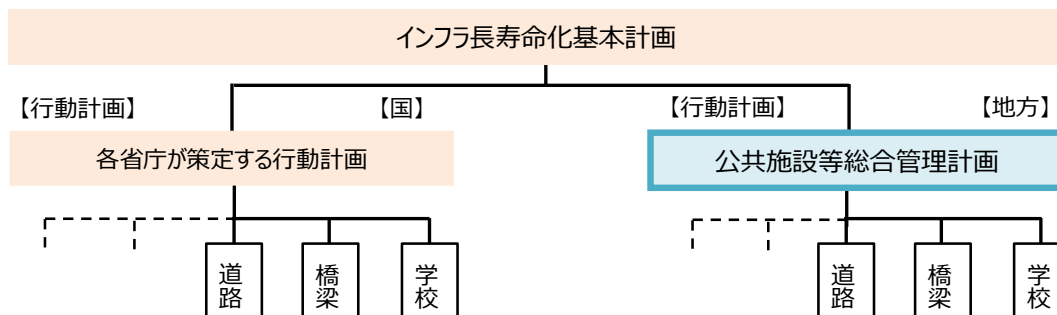 インフラ長寿命化基本計画
【行動計画】 【国】 【行動計画】 【地方】
各省庁が策定する行動計画 公共施設等総合管理計画
道路 橋梁 学校 道路 橋梁 学校